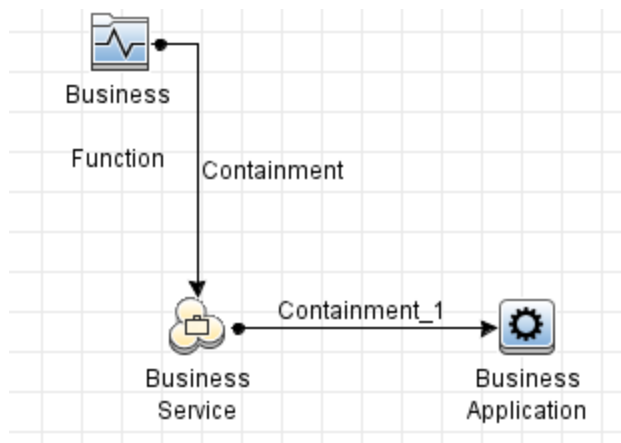 Business
Function
Containment
Containment_1
Business
Service
Business
Application